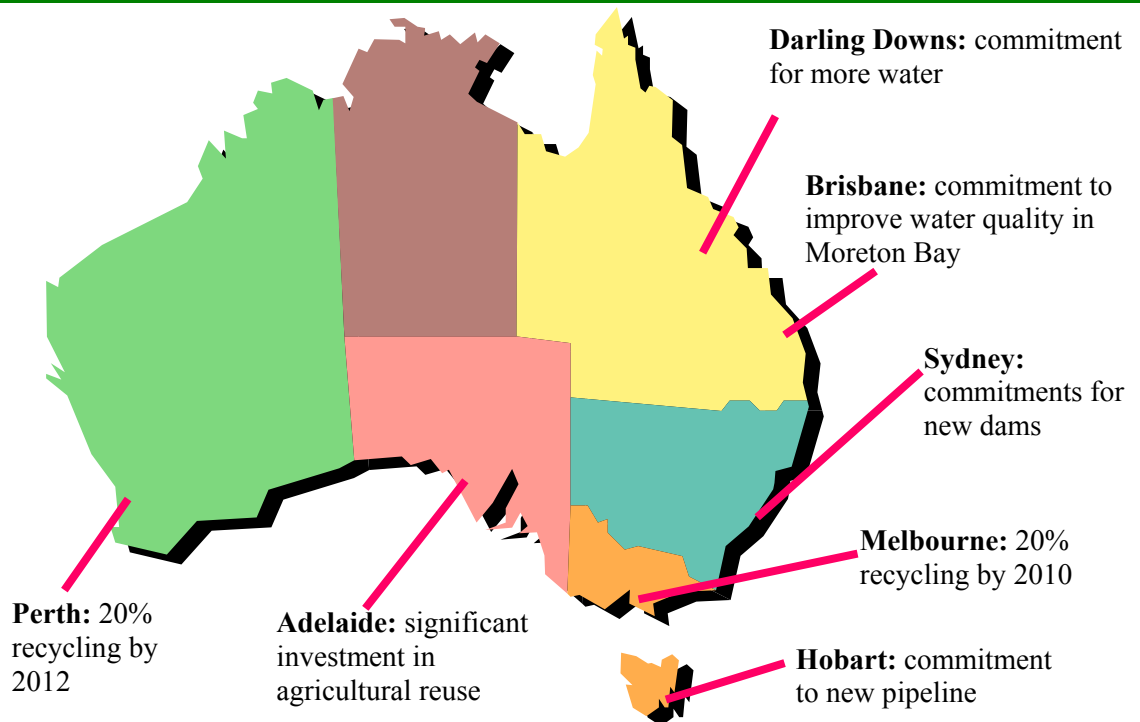 Darling Downs: commitment
for more water
Brisbane: commitment to
improve water quality in
Moreton Bay
Sydney:
commitments for
new dams
Melbourne: 20%
recycling by 2010
Perth: 20%
recycling by
2012
Adelaide: significant
investment in
agricultural reuse
Hobart: commitment
to new pipeline